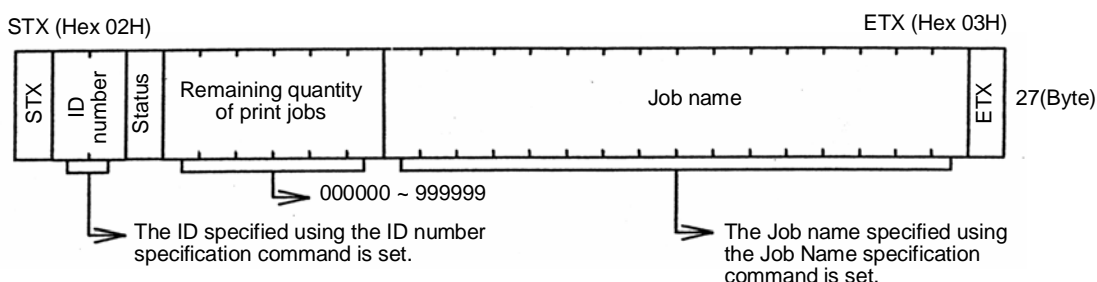 STX (Hex 02H)
ETX (Hex 03H)
STX
ID
number
Status
Remaining quantity
of print jobs
Job name
ETX
27(Byte)
000000 ~ 999999
The ID specified using the ID number
specification command is set.
The Job name specified using
the Job Name specification
command is set.